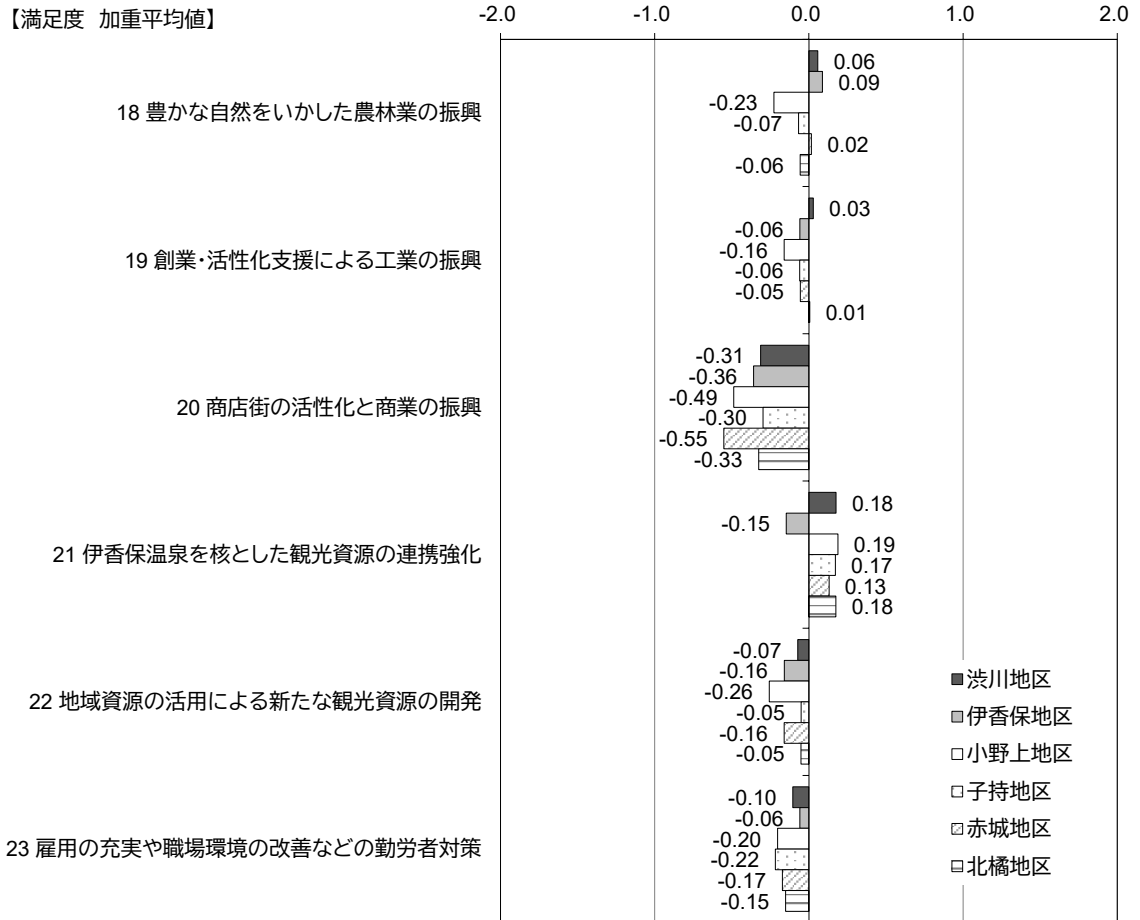 【満足度 加重平均値】
-2.0 -1.0 0.0 1.0 2.0
18 豊かな自然をいかした農林業の振興
0.06
0.09
-0.23
-0.07
0.02
-0.06
19 創業・活性化支援による工業の振興
0.03
-0.06
-0.16
-0.06
-0.05
0.01
20 商店街の活性化と商業の振興
-0.31
-0.36
-0.49
-0.30
-0.55
-0.33
21 伊香保温泉を核とした観光資源の連携強化
0.18
-0.15
0.19
0.17
0.13
0.18
22 地域資源の活用による新たな観光資源の開発
-0.07
-0.16
-0.26
-0.05
-0.16
-0.05
23 雇用の充実や職場環境の改善などの勤労者対策
-0.10
-0.06
-0.20
-0.22
-0.17
-0.15
渋川地区
伊香保地区
小野上地区
子持地区
赤城地区
北橘地区